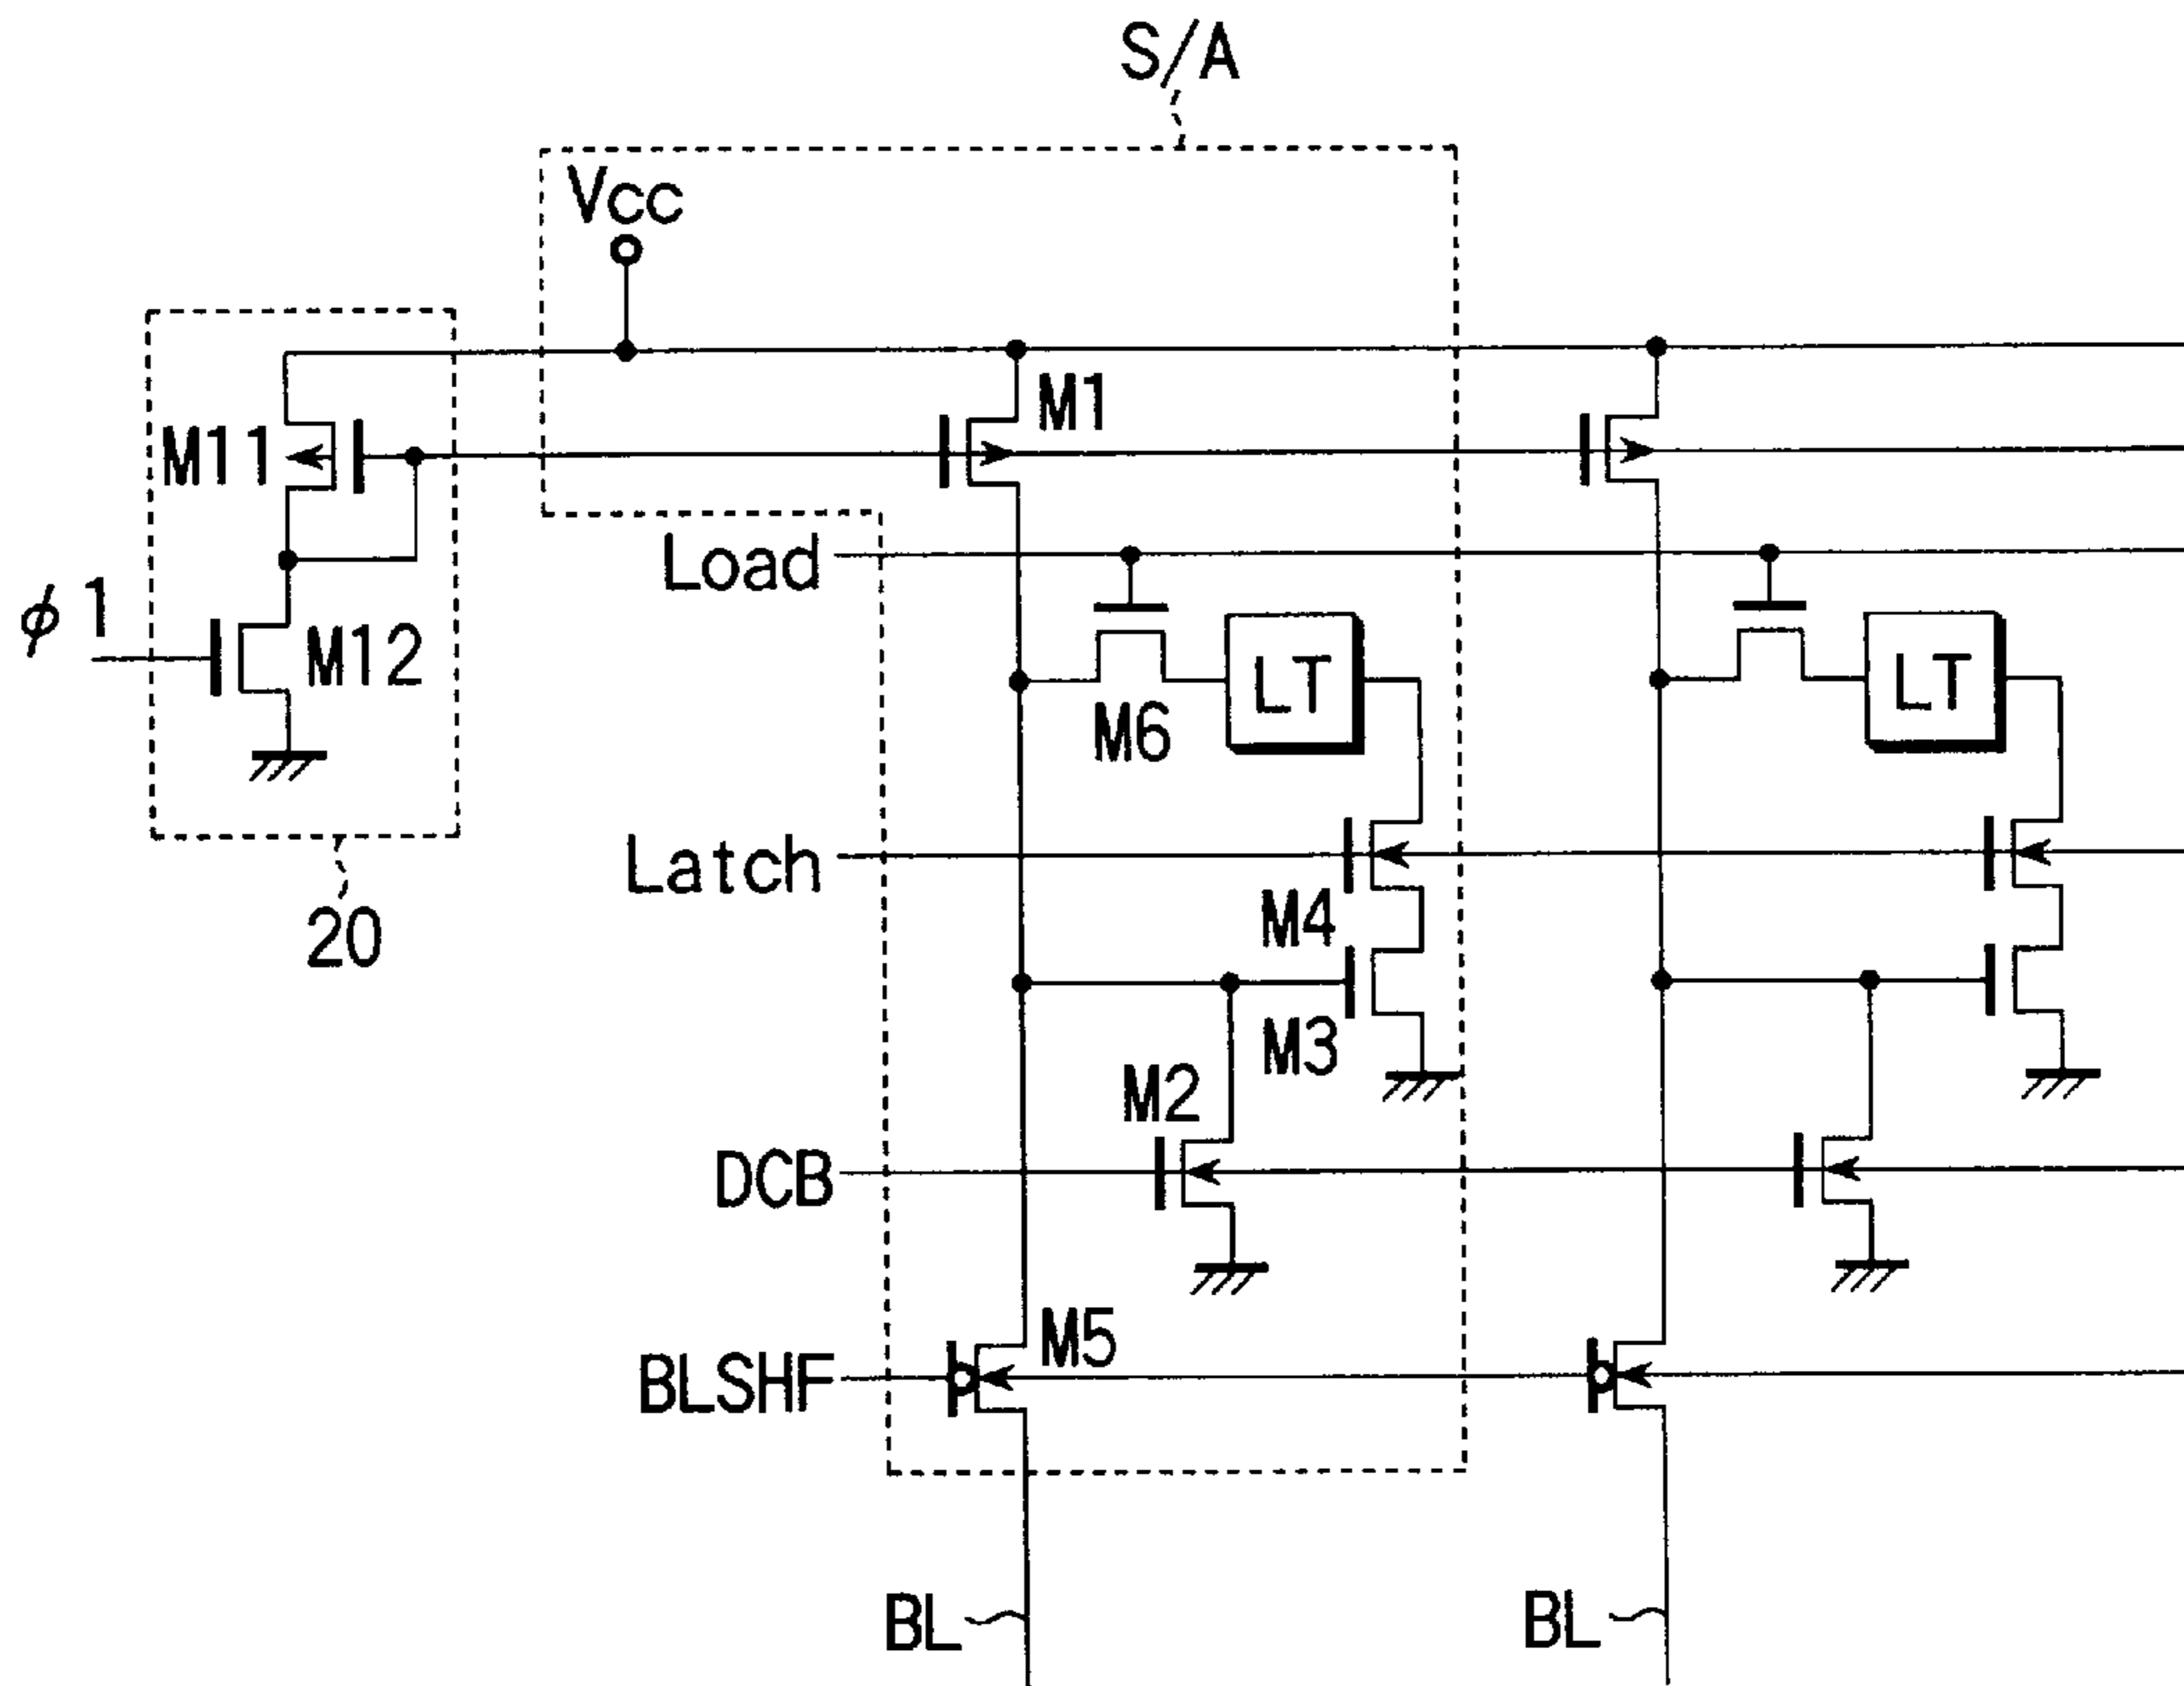 S/A
Vcc
M1
M11
Load
ϕ1
M12
LT
LT
M6
Latch
20
M4
M3
M2
DCB
M5
BLSHF
BL
BL